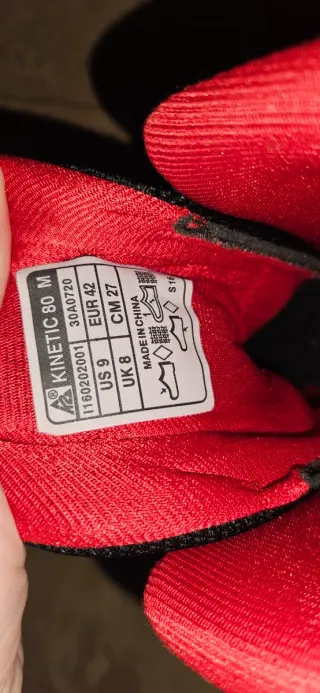 KINETIC 80 M
I160202001 30A0720
US 9 EUR 42
UK 8 CM 27
MADE IN CHINA